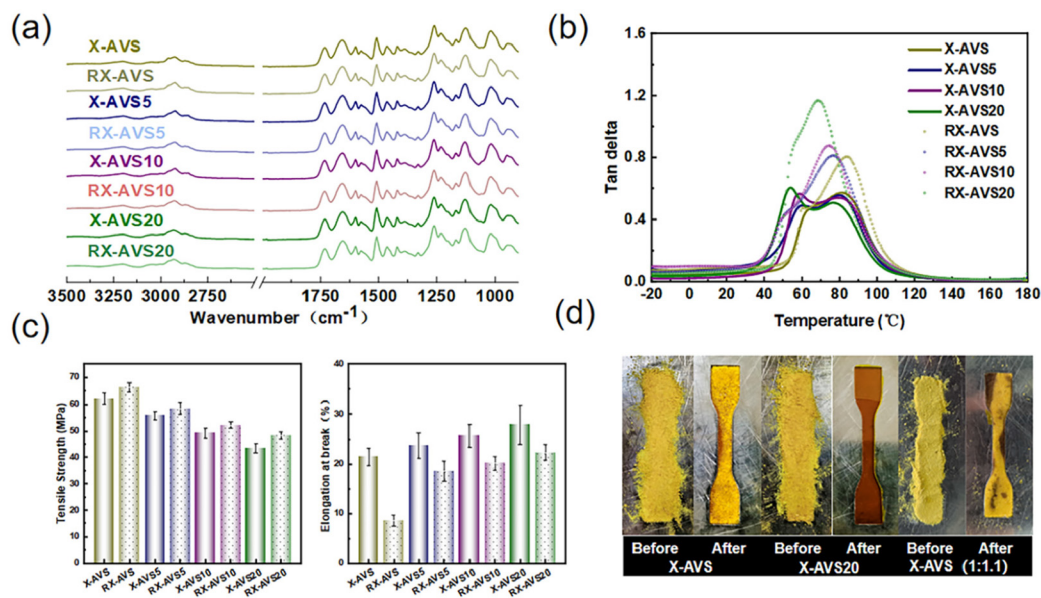 (a)
X-AVS
RX-AVS
X-AVS5
RX-AVS5
X-AVS10
RX-AVS10
X-AVS20
RX-AVS20
3500 3000 2750 1750 1500 1250 1000
Wavenumber (cm⁻¹)
(b)
1.6
1.2
0.8
0.4
0.0
Tan delta
X-AVS
X-AVS5
X-AVS10
X-AVS20
RX-AVS
RX-AVS5
RX-AVS10
RX-AVS20
-20 0 20 40 60 80 100 120 140 160 180
Temperature (℃)
(c)
Tensile Strength (MPa)
70
60
50
40
30
20
10
0
X-AVS
RX-AVS
X-AVS5
RX-AVS5
X-AVS10
RX-AVS10
X-AVS20
RX-AVS20
Elongation at break (%)
40
30
20
10
0
X-AVS
RX-AVS
X-AVS5
RX-AVS5
X-AVS10
RX-AVS10
X-AVS20
RX-AVS20
(d)
Before After Before After Before After
X-AVS X-AVS20 X-AVS (1:1.1)